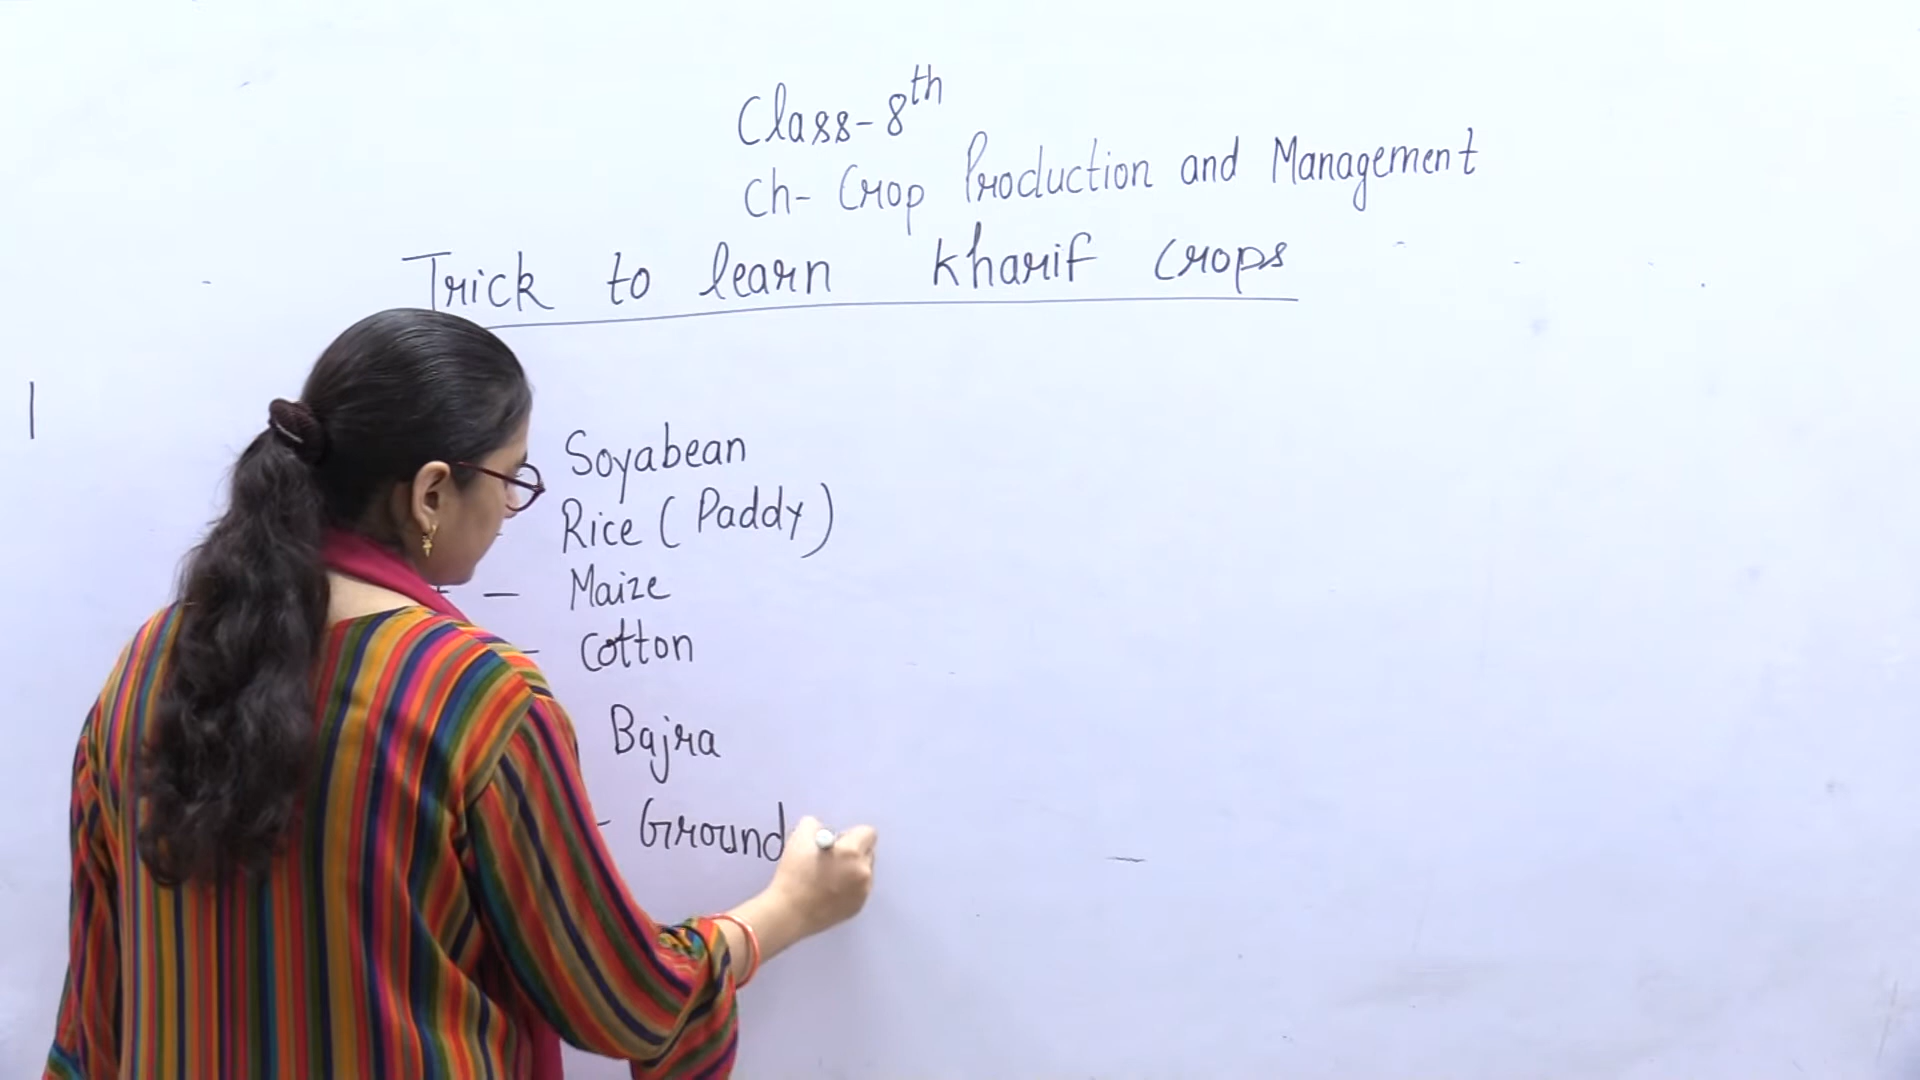 Class-8th
Ch- Crop Production and Management
Trick to learn kharif crops
Soyabean
Rice (Paddy)
– Maize
– Cotton
Bajra
- Ground